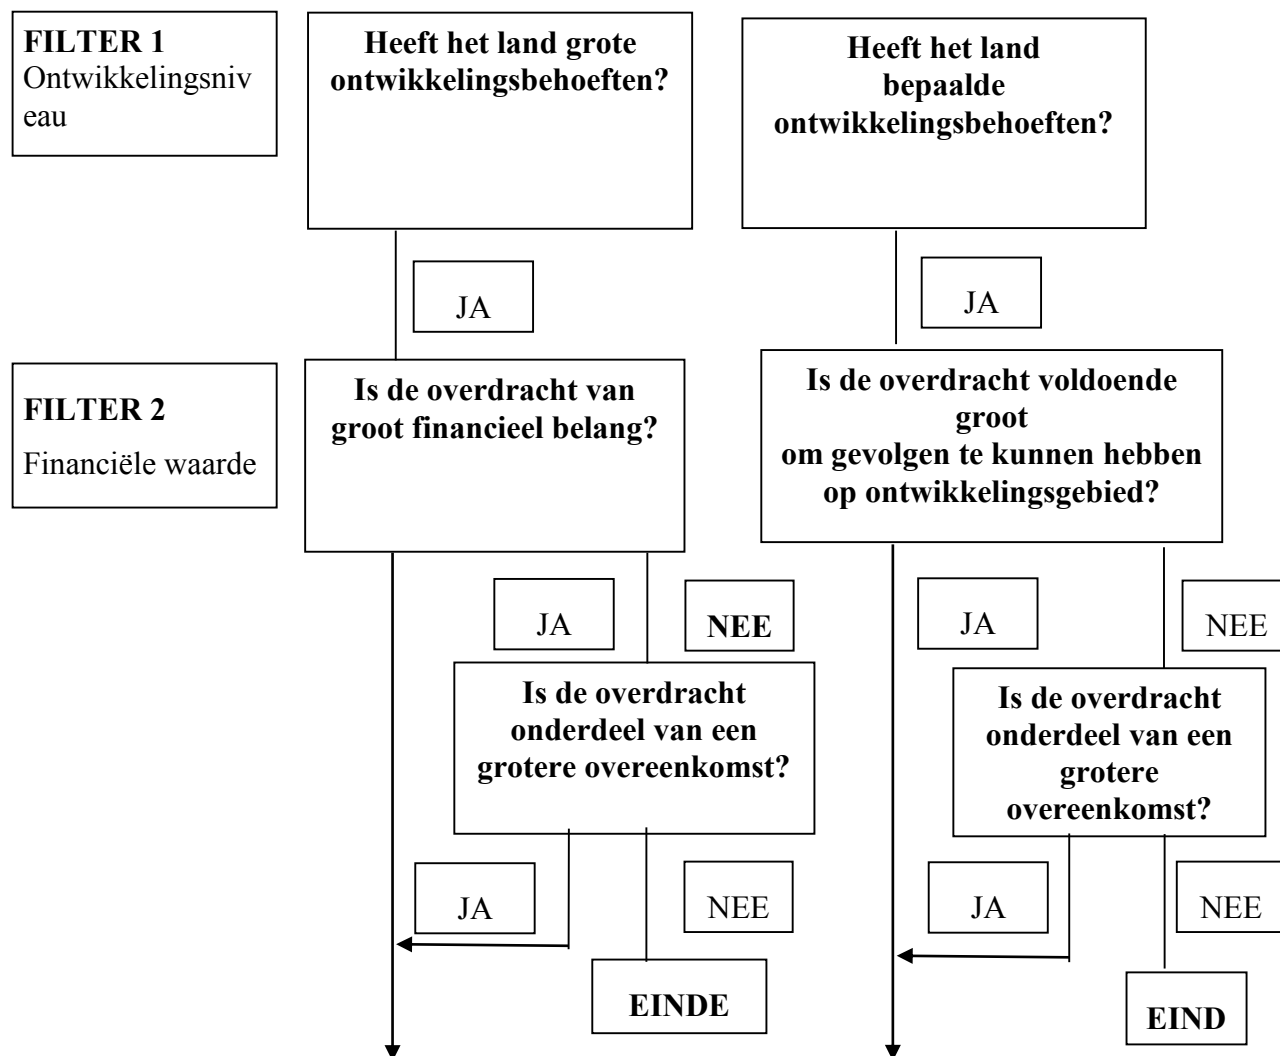 FILTER 1
Ontwikkelingsniv
eau
Heeft het land grote
ontwikkelingsbehoeften?
Heeft het land
bepaalde
ontwikkelingsbehoeften?
JA
JA
FILTER 2
Financiële waarde
Is de overdracht van
groot financieel belang?
Is de overdracht voldoende
groot
om gevolgen te kunnen hebben
op ontwikkelingsgebied?
JA
NEE
JA
NEE
Is de overdracht
onderdeel van een
grotere overeenkomst?
Is de overdracht
onderdeel van een
grotere
overeenkomst?
JA
NEE
JA
NEE
EINDE
EIND